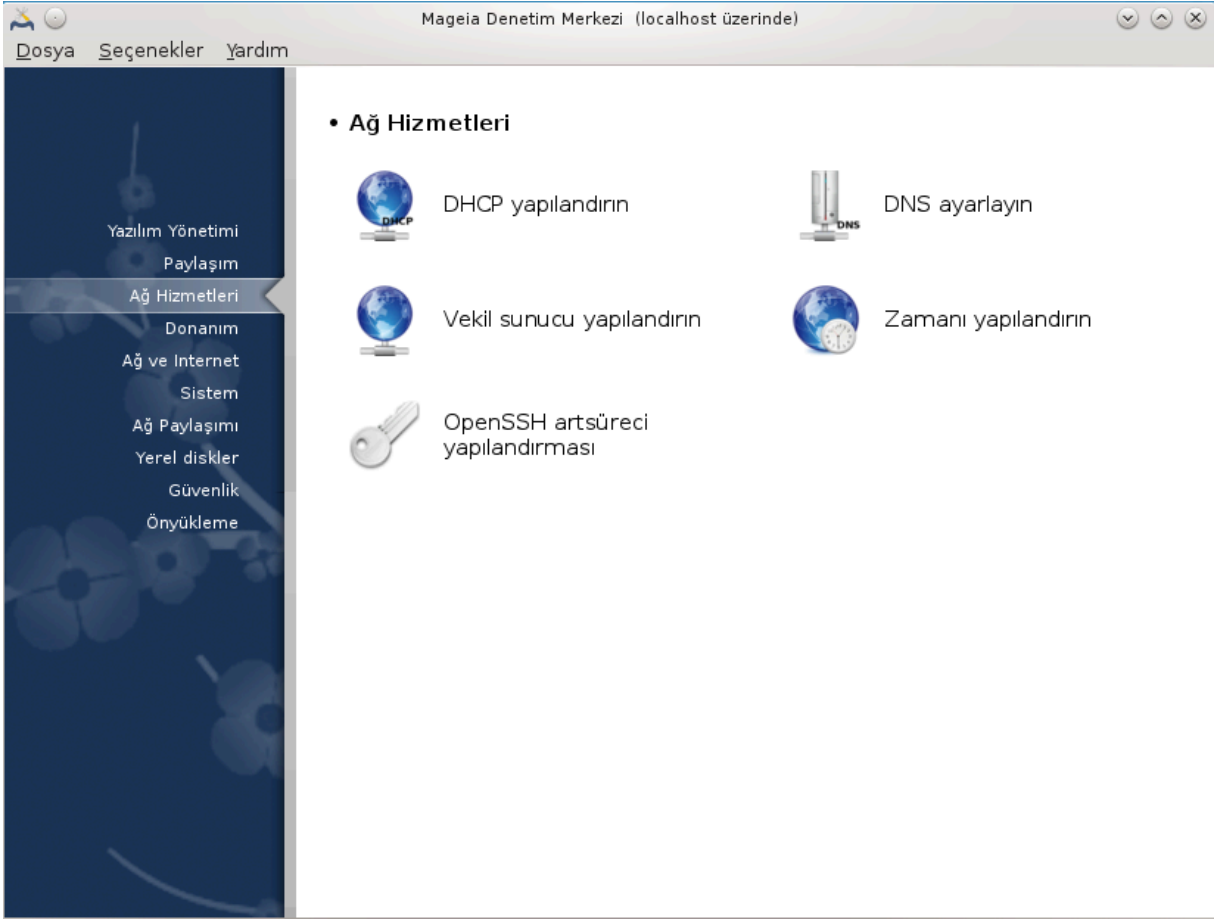 Mageia Denetim Merkezi (localhost üzerinde)
Dosya Seçenekler Yardım
Yazılım Yönetimi
Paylaşım
Ağ Hizmetleri
Donanım
Ağ ve Internet
Sistem
Ağ Paylaşımı
Yerel diskler
Güvenlik
Önyükleme
• Ağ Hizmetleri
DHCP
DHCP yapılandırın
DNS
DNS ayarlayın
Vekil sunucu yapılandırın
Zamanı yapılandırın
OpenSSH artsüreci
yapılandırması